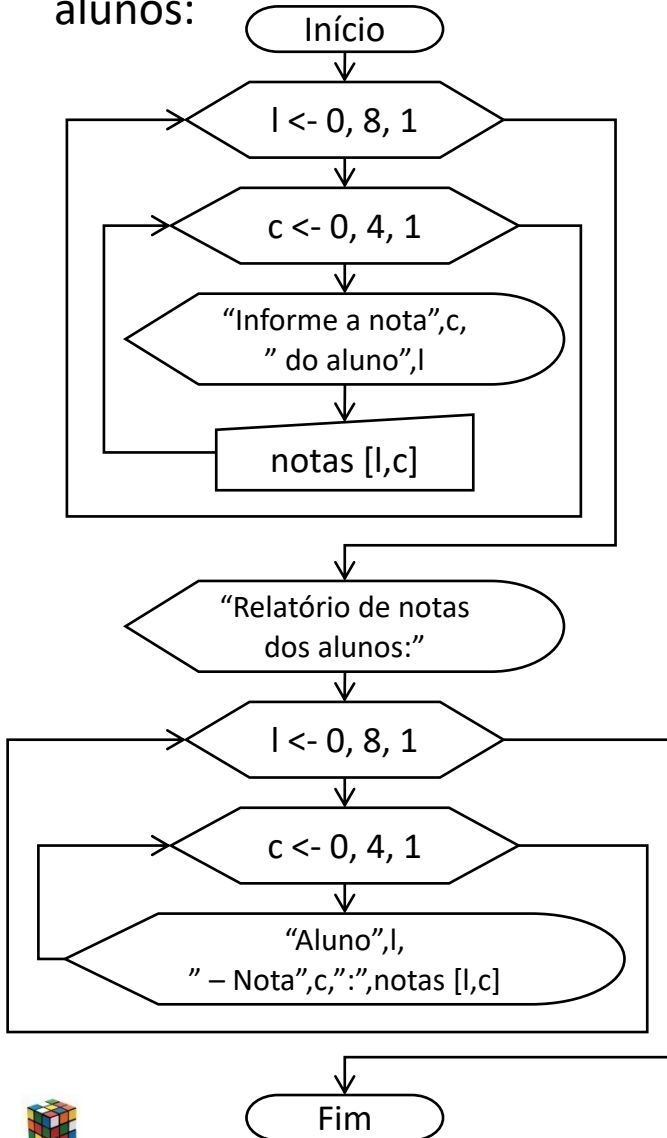 alunos:
Início
l <- 0, 8, 1
c <- 0, 4, 1
“Informe a nota”,c,
” do aluno”,l
notas [l,c]
“Relatório de notas
dos alunos:”
l <- 0, 8, 1
c <- 0, 4, 1
“Aluno”,l,
” – Nota”,c,”:”,notas [l,c]
Fim